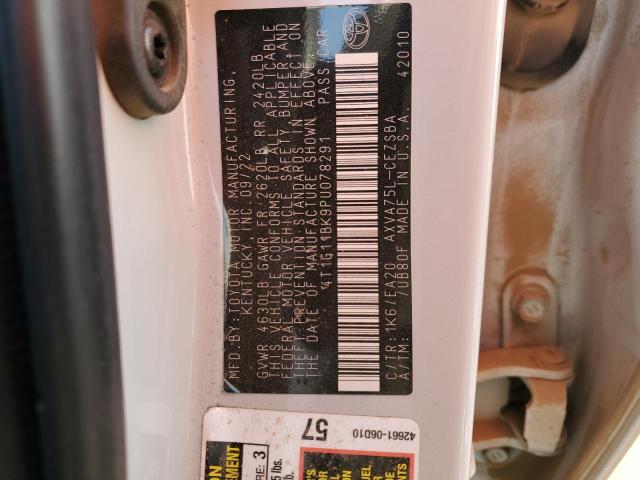 MFD. BY: TOYOTA MOTOR MANUFACTURING,
KENTUCKY, INC. 09/22
GVWR 4630LB GAWR FR 2620LB RR 2420LB
THIS VEHICLE CONFORMS TO ALL APPLICABLE
FEDERAL MOTOR VEHICLE SAFETY, BUMPER AND
THEFT PREVENTION STANDARDS IN EFFECT ON
THE DATE OF MANUFACTURE SHOWN ABOVE.
4T1G11BK9PU078291 PASS CAR
C/TR: 1K6/EA20 AXVA75L-CEZSBA
A/TM: /UB80F MADE IN U.S.A. 42010
57
42661-06D10